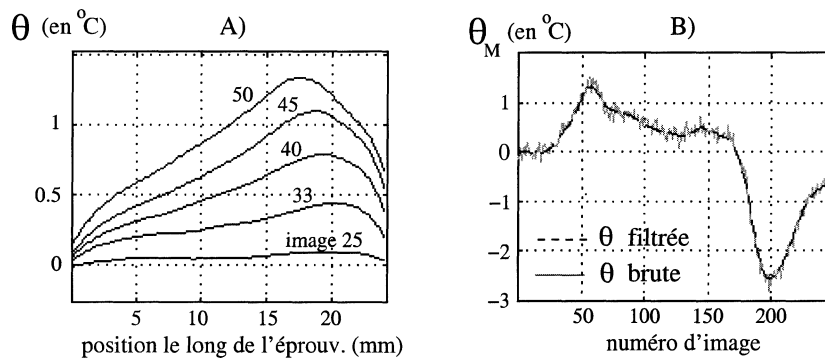 θ (en °C) A)
1
0.5
0
50
45
40
33
image 25
5 10 15 20
position le long de l'éprouv. (mm)
θM (en °C) B)
1
0
−1
−2
−3
θ filtrée
θ brute
50 100 150 200
numéro d'image